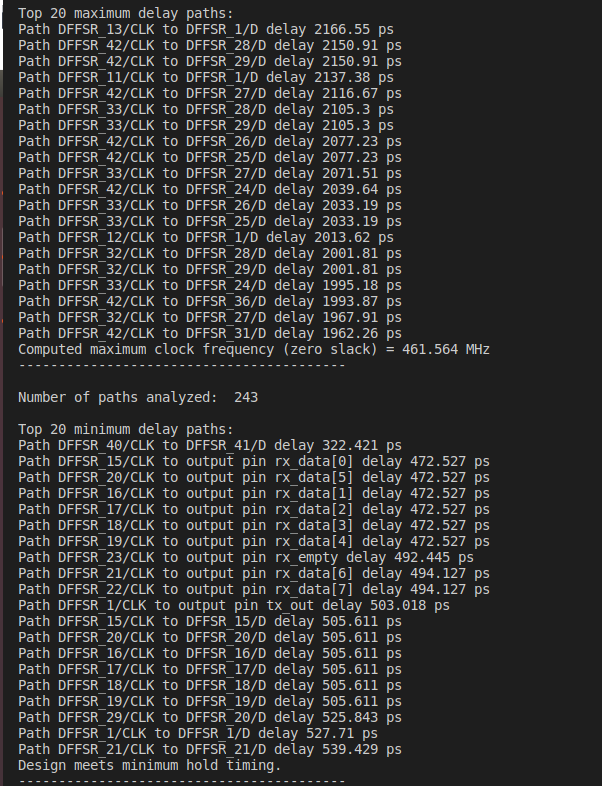 Top 20 maximum delay paths:
Path DFFSR_13/CLK to DFFSR_1/D delay 2166.55 ps
Path DFFSR_42/CLK to DFFSR_28/D delay 2150.91 ps
Path DFFSR_42/CLK to DFFSR_29/D delay 2150.91 ps
Path DFFSR_11/CLK to DFFSR_1/D delay 2137.38 ps
Path DFFSR_42/CLK to DFFSR_27/D delay 2116.67 ps
Path DFFSR_33/CLK to DFFSR_28/D delay 2105.3 ps
Path DFFSR_33/CLK to DFFSR_29/D delay 2105.3 ps
Path DFFSR_42/CLK to DFFSR_26/D delay 2077.23 ps
Path DFFSR_42/CLK to DFFSR_25/D delay 2077.23 ps
Path DFFSR_33/CLK to DFFSR_27/D delay 2071.51 ps
Path DFFSR_42/CLK to DFFSR_24/D delay 2039.64 ps
Path DFFSR_33/CLK to DFFSR_26/D delay 2033.19 ps
Path DFFSR_33/CLK to DFFSR_25/D delay 2033.19 ps
Path DFFSR_12/CLK to DFFSR_1/D delay 2013.62 ps
Path DFFSR_32/CLK to DFFSR_28/D delay 2001.81 ps
Path DFFSR_32/CLK to DFFSR_29/D delay 2001.81 ps
Path DFFSR_33/CLK to DFFSR_24/D delay 1995.18 ps
Path DFFSR_42/CLK to DFFSR_36/D delay 1993.87 ps
Path DFFSR_32/CLK to DFFSR_27/D delay 1967.91 ps
Path DFFSR_42/CLK to DFFSR_31/D delay 1962.26 ps
Computed maximum clock frequency (zero slack) = 461.564 MHz
-----------------------------------------
Number of paths analyzed:  243
Top 20 minimum delay paths:
Path DFFSR_40/CLK to DFFSR_41/D delay 322.421 ps
Path DFFSR_15/CLK to output pin rx_data[0] delay 472.527 ps
Path DFFSR_20/CLK to output pin rx_data[5] delay 472.527 ps
Path DFFSR_16/CLK to output pin rx_data[1] delay 472.527 ps
Path DFFSR_17/CLK to output pin rx_data[2] delay 472.527 ps
Path DFFSR_18/CLK to output pin rx_data[3] delay 472.527 ps
Path DFFSR_19/CLK to output pin rx_data[4] delay 472.527 ps
Path DFFSR_23/CLK to output pin rx_empty delay 492.445 ps
Path DFFSR_21/CLK to output pin rx_data[6] delay 494.127 ps
Path DFFSR_22/CLK to output pin rx_data[7] delay 494.127 ps
Path DFFSR_1/CLK to output pin tx_out delay 503.018 ps
Path DFFSR_15/CLK to DFFSR_15/D delay 505.611 ps
Path DFFSR_20/CLK to DFFSR_20/D delay 505.611 ps
Path DFFSR_16/CLK to DFFSR_16/D delay 505.611 ps
Path DFFSR_17/CLK to DFFSR_17/D delay 505.611 ps
Path DFFSR_18/CLK to DFFSR_18/D delay 505.611 ps
Path DFFSR_19/CLK to DFFSR_19/D delay 505.611 ps
Path DFFSR_29/CLK to DFFSR_20/D delay 525.843 ps
Path DFFSR_1/CLK to DFFSR_1/D delay 527.71 ps
Path DFFSR_21/CLK to DFFSR_21/D delay 539.429 ps
Design meets minimum hold timing.
-----------------------------------------